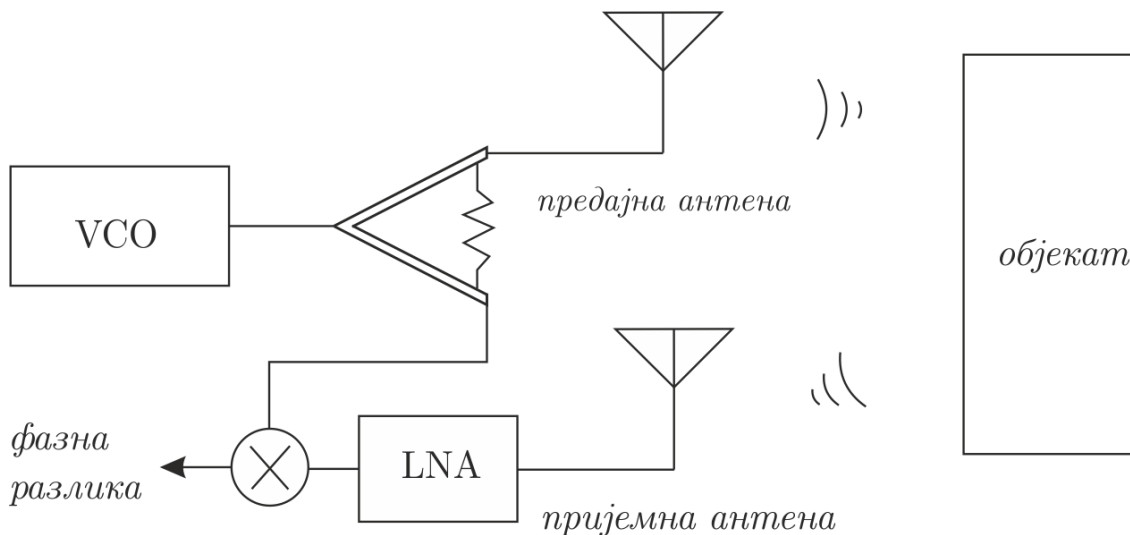 предајна антена
VCO
објекат
фазна
разлика
LNA
пријемна антена